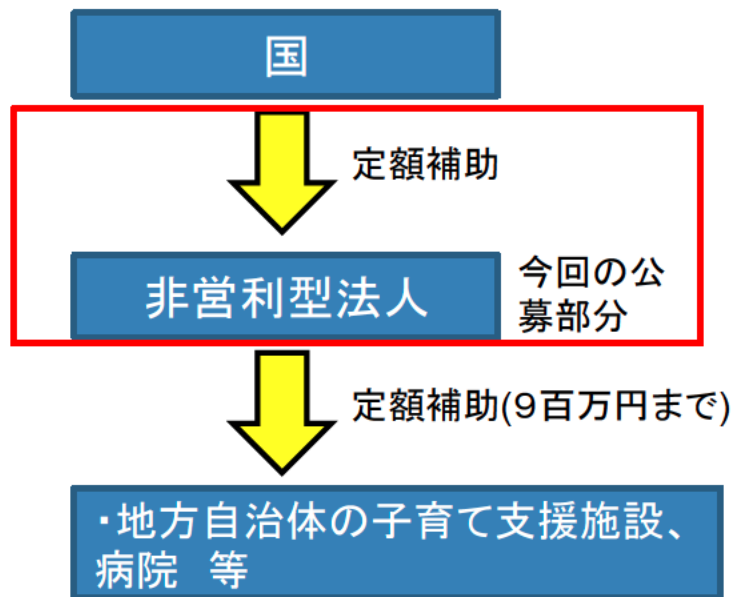 国
定額補助
非営利型法人
今回の公
募部分
定額補助(９百万円まで)
・地方自治体の子育て支援施設、
病院　等